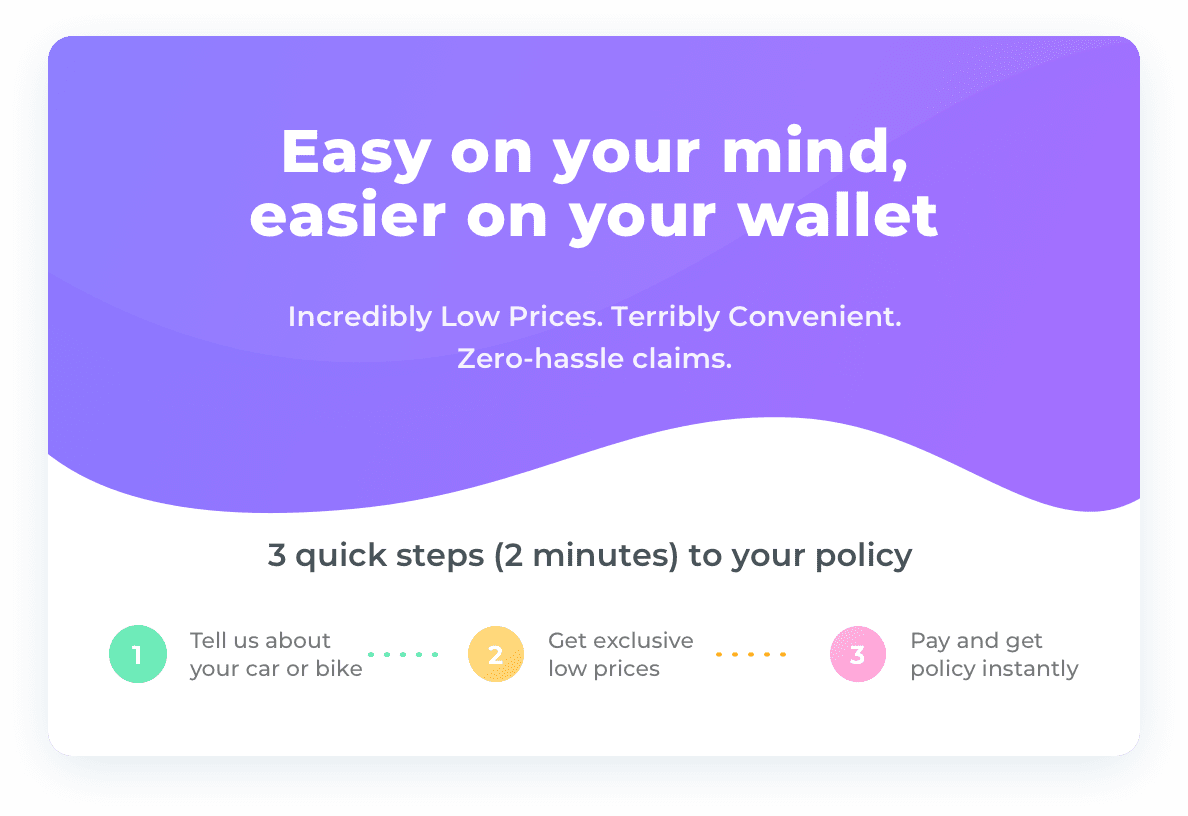 Easy on your mind,
easier on your wallet
Incredibly Low Prices. Terribly Convenient.
Zero-hassle claims.
3 quick steps (2 minutes) to your policy
1
Tell us about
your car or bike
2
Get exclusive
low prices
3
Pay and get
policy instantly